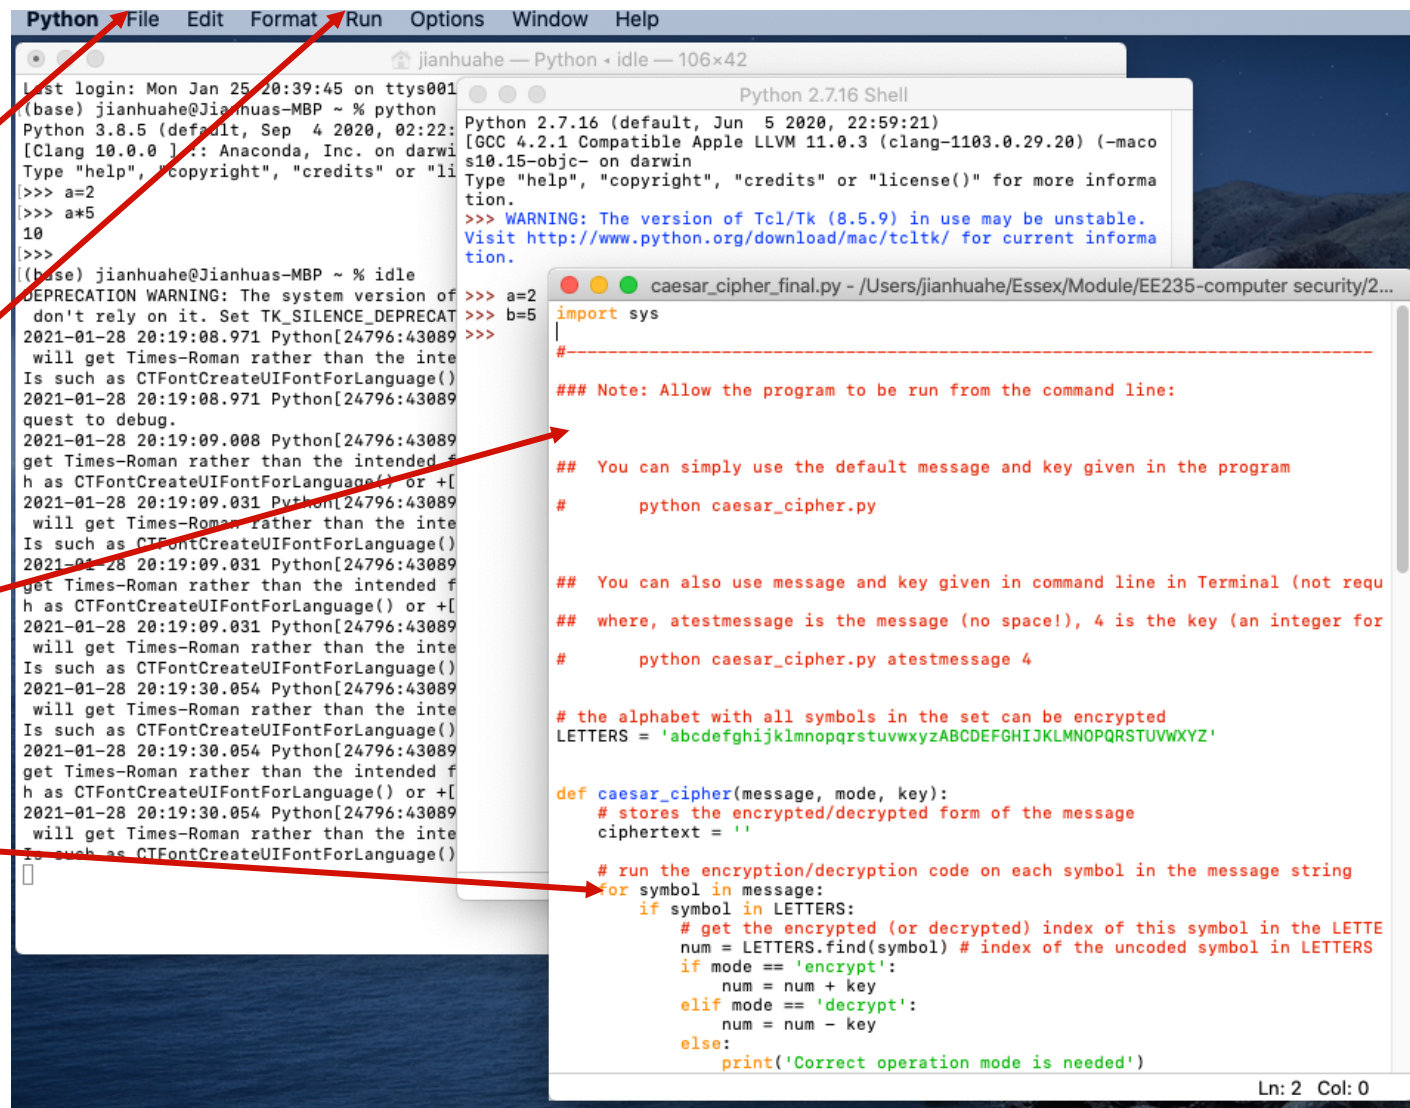 Python File Edit Format Run Options Window Help
jianhuahe — Python ◂ idle — 106×42
Last login: Mon Jan 25 20:39:45 on ttys001
(base) jianhuahe@Jianhuas-MBP ~ % python
Python 3.8.5 (default, Sep  4 2020, 02:22:
[Clang 10.0.0 ] :: Anaconda, Inc. on darwi
Type "help", "copyright", "credits" or "li
>>> a=2
>>> a*5
10
>>>
(base) jianhuahe@Jianhuas-MBP ~ % idle
DEPRECATION WARNING: The system version of
don't rely on it. Set TK_SILENCE_DEPRECAT
2021-01-28 20:19:08.971 Python[24796:43089
will get Times-Roman rather than the inte
Is such as CTFontCreateUIFontForLanguage()
2021-01-28 20:19:08.971 Python[24796:43089
quest to debug.
2021-01-28 20:19:09.008 Python[24796:43089
get Times-Roman rather than the intended f
h as CTFontCreateUIFontForLanguage() or +[
2021-01-28 20:19:09.031 Python[24796:43089
will get Times-Roman rather than the inte
Is such as CTFontCreateUIFontForLanguage()
2021-01-28 20:19:09.031 Python[24796:43089
get Times-Roman rather than the intended f
h as CTFontCreateUIFontForLanguage() or +[
2021-01-28 20:19:09.031 Python[24796:43089
will get Times-Roman rather than the inte
Is such as CTFontCreateUIFontForLanguage()
2021-01-28 20:19:30.054 Python[24796:43089
will get Times-Roman rather than the inte
Is such as CTFontCreateUIFontForLanguage()
2021-01-28 20:19:30.054 Python[24796:43089
get Times-Roman rather than the intended f
h as CTFontCreateUIFontForLanguage() or +[
2021-01-28 20:19:30.054 Python[24796:43089
will get Times-Roman rather than the inte
Is such as CTFontCreateUIFontForLanguage()
Python 2.7.16 Shell
Python 2.7.16 (default, Jun  5 2020, 22:59:21)
[GCC 4.2.1 Compatible Apple LLVM 11.0.3 (clang-1103.0.29.20) (-maco
s10.15-objc- on darwin
Type "help", "copyright", "credits" or "license()" for more informa
tion.
>>> WARNING: The version of Tcl/Tk (8.5.9) in use may be unstable.
Visit http://www.python.org/download/mac/tcltk/ for current informa
tion.
>>> a=2
>>> b=5
>>>
caesar_cipher_final.py - /Users/jianhuahe/Essex/Module/EE235-computer security/2...
import sys
#------------------------------------------------------------------------------
### Note: Allow the program to be run from the command line:
##  You can simply use the default message and key given in the program
#       python caesar_cipher.py
##  You can also use message and key given in command line in Terminal (not requ
##  where, atestmessage is the message (no space!), 4 is the key (an integer for
#       python caesar_cipher.py atestmessage 4
# the alphabet with all symbols in the set can be encrypted
LETTERS = 'abcdefghijklmnopqrstuvwxyzABCDEFGHIJKLMNOPQRSTUVWXYZ'
def caesar_cipher(message, mode, key):
    # stores the encrypted/decrypted form of the message
    ciphertext = ''
    # run the encryption/decryption code on each symbol in the message string
    for symbol in message:
        if symbol in LETTERS:
            # get the encrypted (or decrypted) index of this symbol in the LETTE
            num = LETTERS.find(symbol) # index of the uncoded symbol in LETTERS
            if mode == 'encrypt':
                num = num + key
            elif mode == 'decrypt':
                num = num - key
            else:
                print('Correct operation mode is needed')
Ln: 2 Col: 0